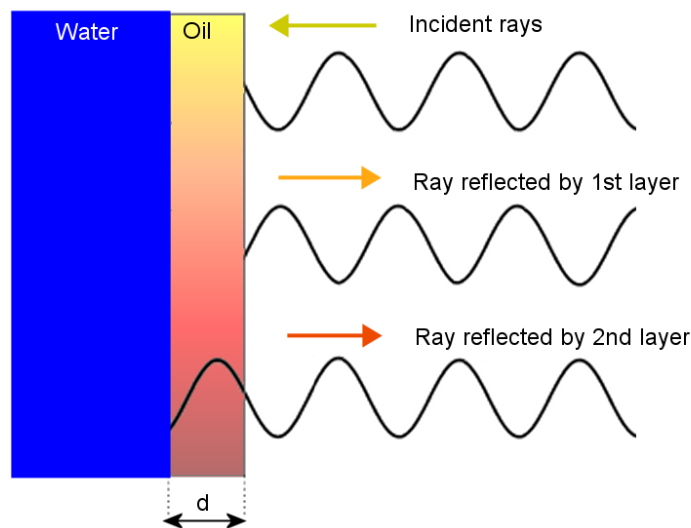 Water
Oil
Incident rays
Ray reflected by 1st layer
Ray reflected by 2nd layer
d